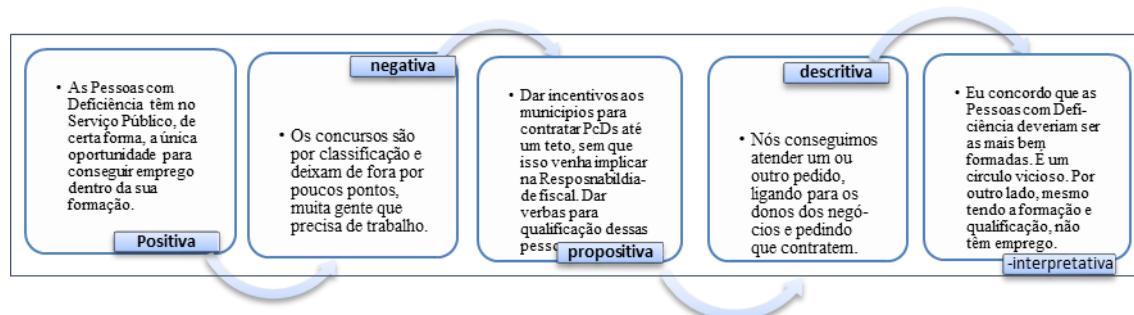 • As Pessoas com
Deficiência têm no
Serviço Público, de
certa forma, a única
oportunidade para
conseguir emprego
dentro da sua
formação.
Positiva
negativa
• Os concursos são
por classificação e
deixam de fora por
poucos pontos,
muita gente que
precisa de trabalho.
• Dar incentivos aos
municipios para
contratar PcDs até
um teto, sem que
isso venha implicar
na Resposnabildia-
de fiscal. Dar
verbas para
qualificação dessas
propositiva
descritiva
• Nós conseguimos
atender um ou
outro pedido,
ligando para os
donos dos negó-
cios e pedindo
que contratem.
• Eu concordo que as
Pessoas com Defi-
ciência deveriam ser
as mais bem
formadas. É um
circulo vicioso. Por
outro lado, mesmo
tendo a formação e
qualificação, não
têm emprego.
-interpretativa